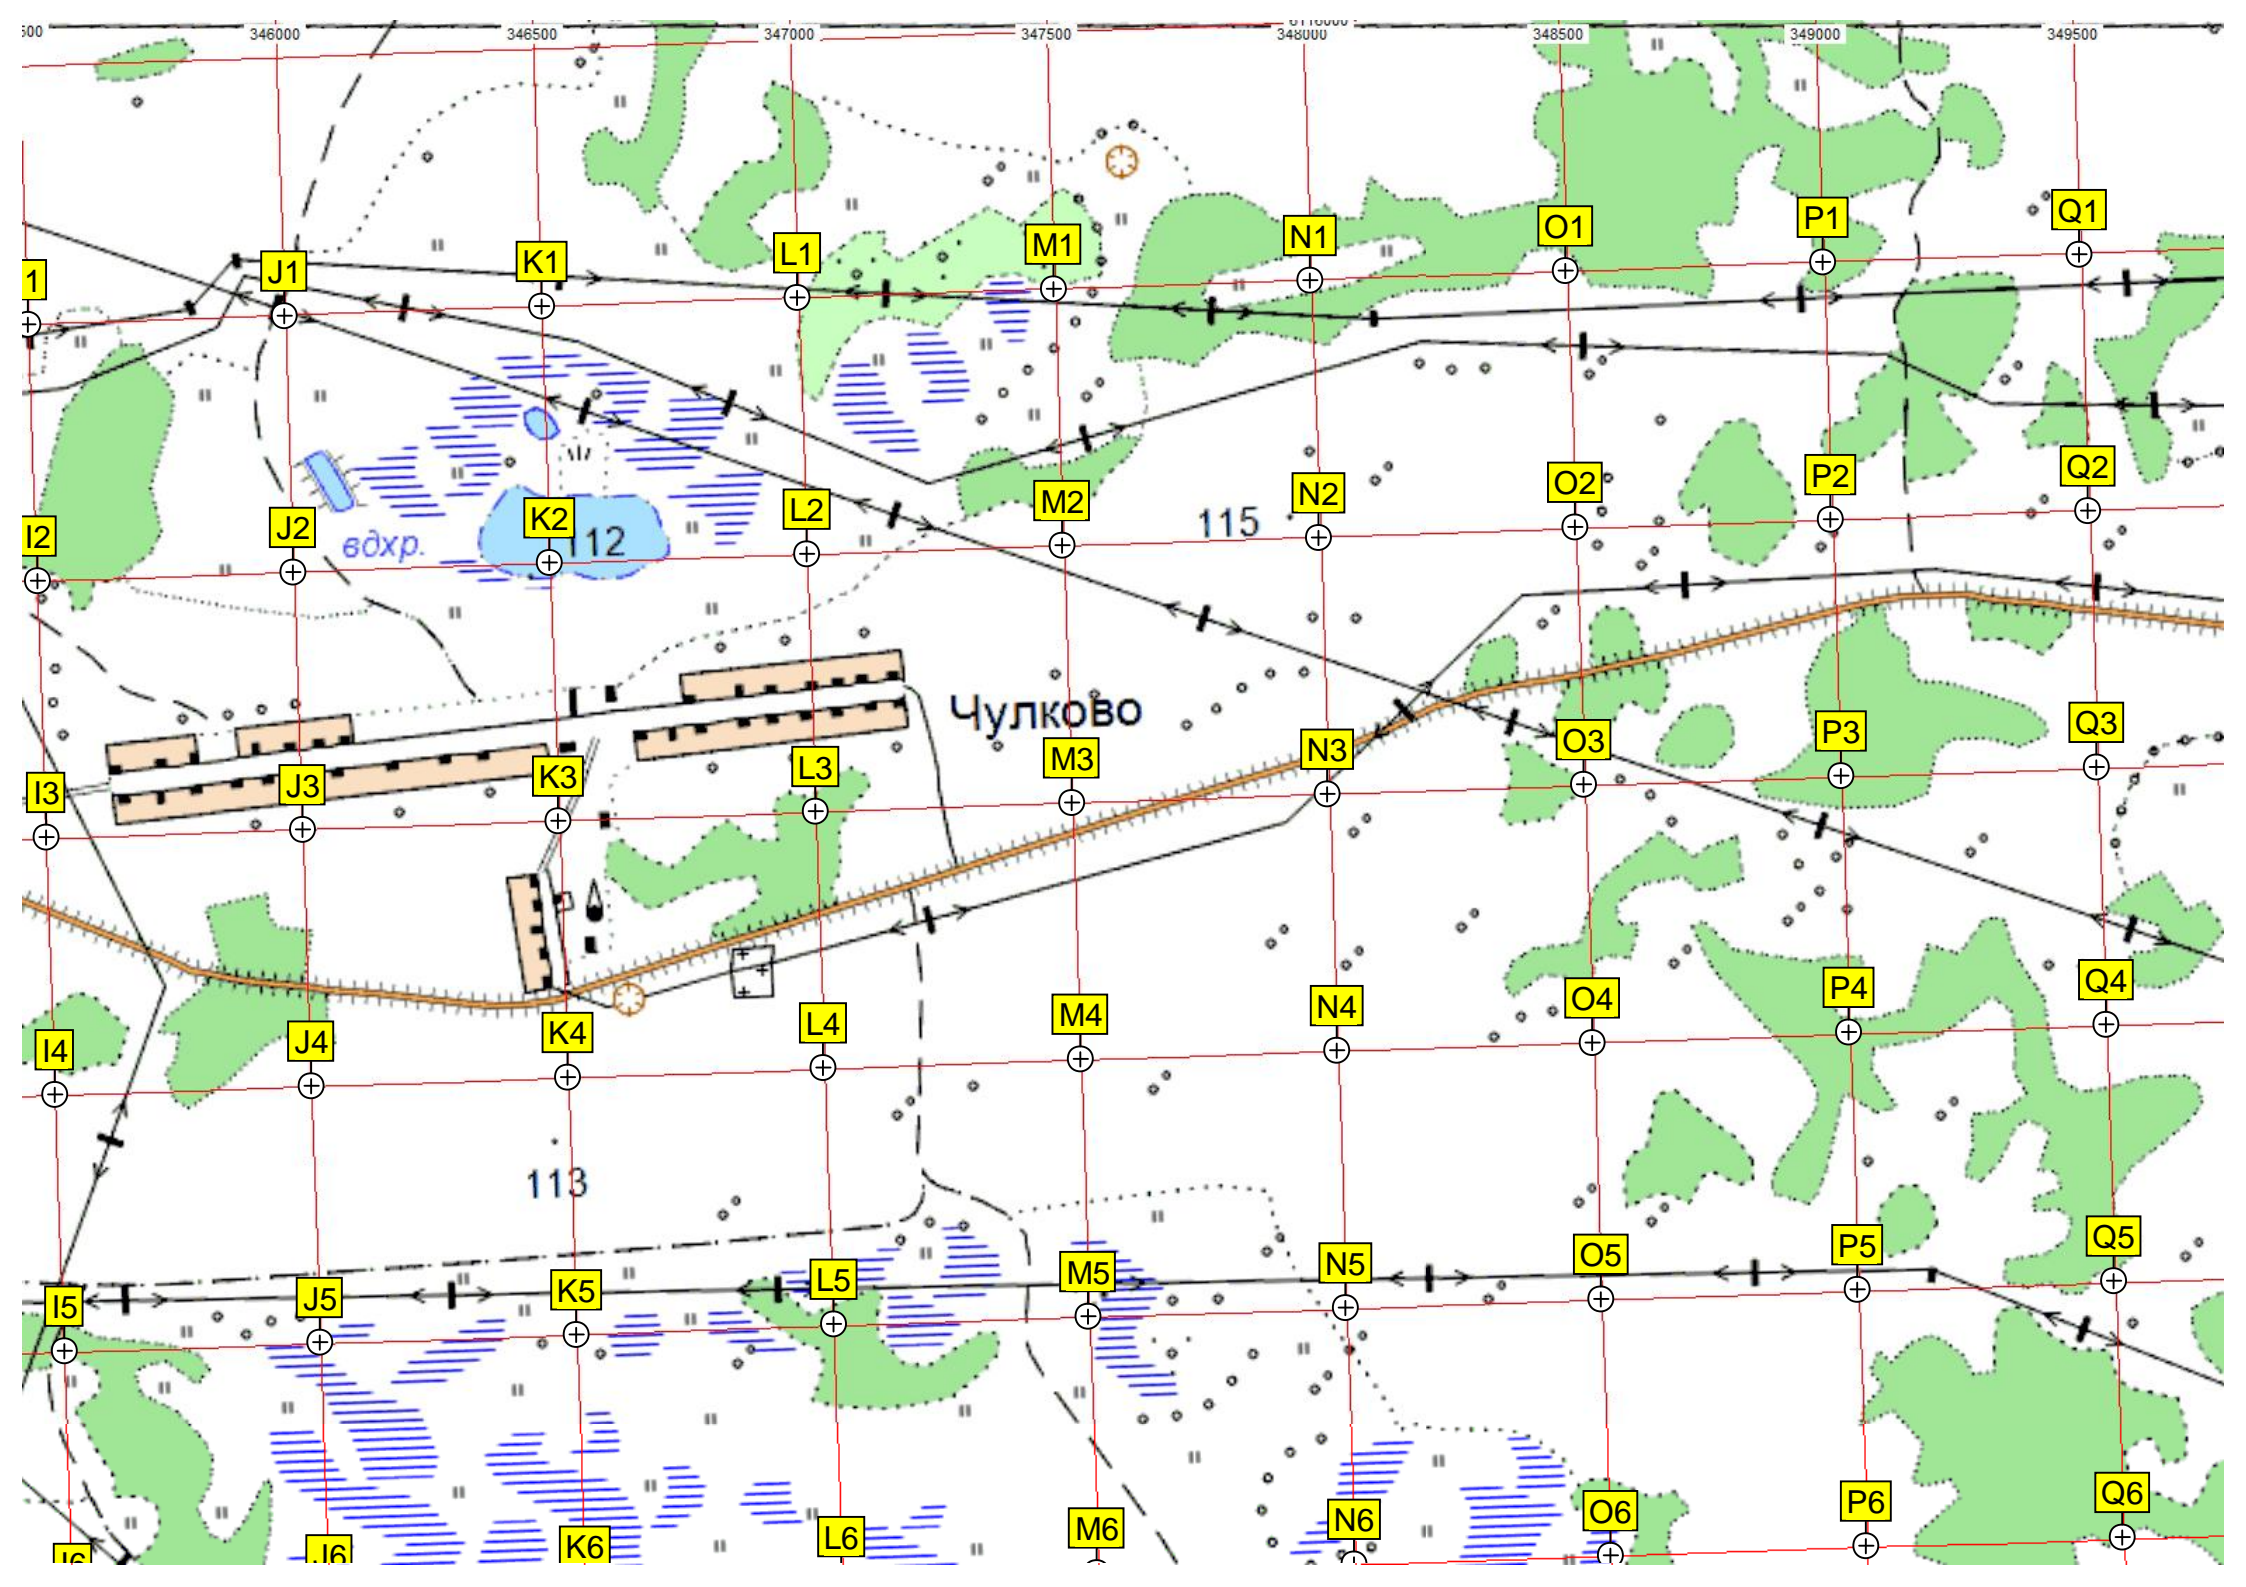 346000 346500 347000 347500 348000 348500 349000 349500
J1 K1 L1 M1 N1 O1 P1 Q1
I2 J2 K2 L2 M2 N2 O2 P2 Q2
вдхр.
112
115
Чулково
I3 J3 K3 L3 M3 N3 O3 P3 Q3
I4 J4 K4 L4 M4 N4 O4 P4 Q4
113
I5 J5 K5 L5 M5 N5 O5 P5 Q5
J6 K6 L6 M6 N6 O6 P6 Q6